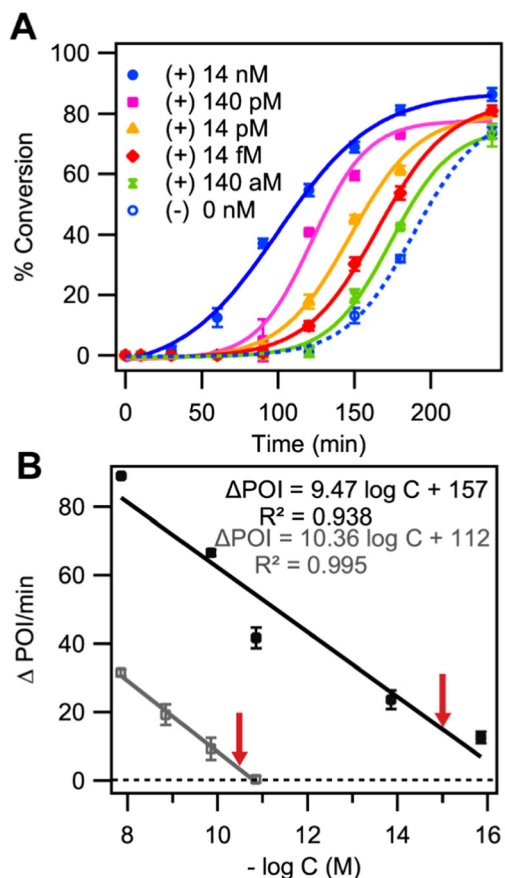 A
100
80
60
40
20
0
% Conversion
(+) 14 nM
(+) 140 pM
(+) 14 pM
(+) 14 fM
(+) 140 aM
(-) 0 nM
0 50 100 150 200
Time (min)
B
ΔPOI = 9.47 log C + 157
R² = 0.938
ΔPOI = 10.36 log C + 112
R² = 0.995
80
60
40
20
0
Δ POI/min
8 10 12 14 16
- log C (M)